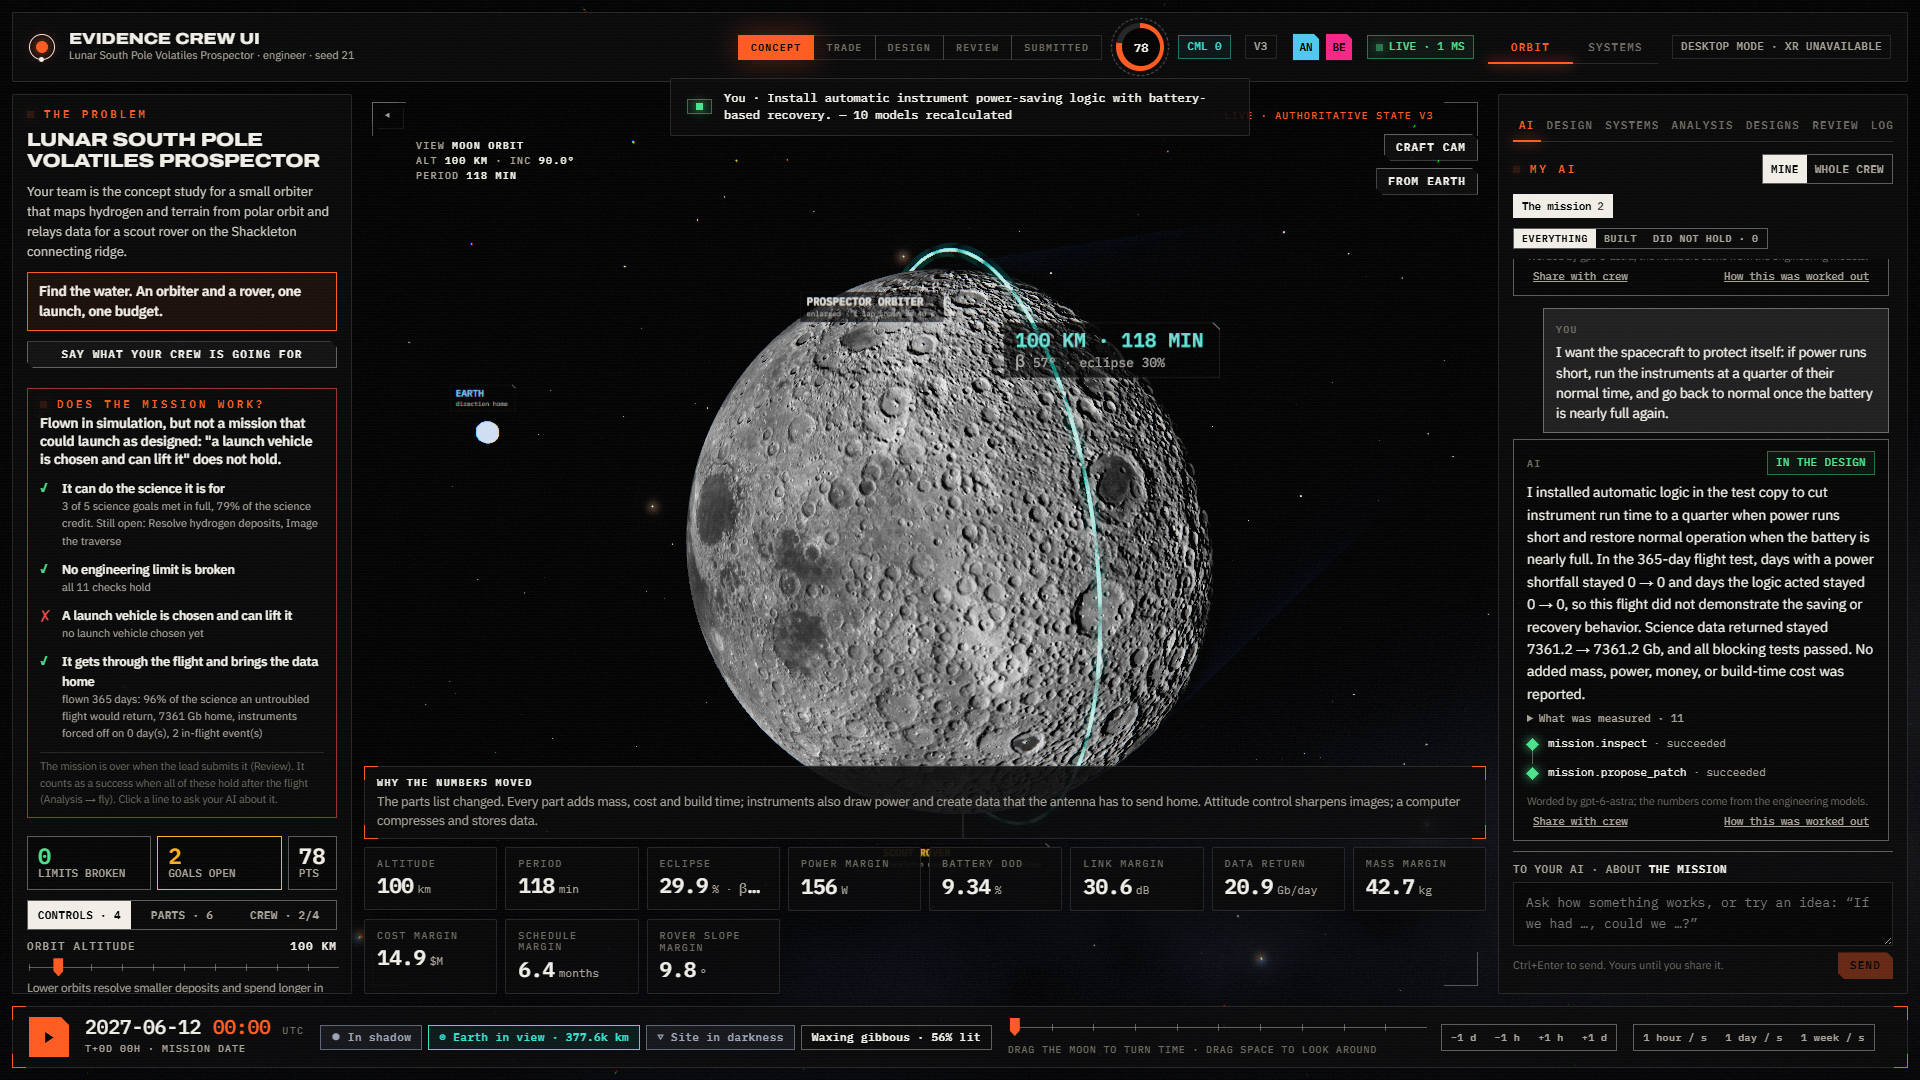 EVIDENCE CREW UI
Lunar South Pole Volatiles Prospector · engineer · seed 21
CONCEPT
TRADE
DESIGN
REVIEW
SUBMITTED
78
CML 0
V3
AN
BE
LIVE · 1 MS
ORBIT
SYSTEMS
DESKTOP MODE · XR UNAVAILABLE
THE PROBLEM
LUNAR SOUTH POLE
VOLATILES PROSPECTOR
Your team is the concept study for a small orbiter
that maps hydrogen and terrain from polar orbit and
relays data for a scout rover on the Shackleton
connecting ridge.
Find the water. An orbiter and a rover, one
launch, one budget.
SAY WHAT YOUR CREW IS GOING FOR
DOES THE MISSION WORK?
Flown in simulation, but not a mission that
could launch as designed: "a launch vehicle
is chosen and can lift it" does not hold.
✓ It can do the science it is for
3 of 5 science goals met in full, 79% of the science
credit. Still open: Resolve hydrogen deposits, Image
the traverse
✓ No engineering limit is broken
all 11 checks hold
✗ A launch vehicle is chosen and can lift it
no launch vehicle chosen yet
✓ It gets through the flight and brings the data
home
flown 365 days: 96% of the science an untroubled
flight would return, 7361 Gb home, instruments
forced off on 0 day(s), 2 in-flight event(s)
The mission is over when the lead submits it (Review). It
counts as a success when all of these hold after the flight
(Analysis → fly). Click a line to ask your AI about it.
0
LIMITS BROKEN
2
GOALS OPEN
78
PTS
CONTROLS · 4
PARTS · 6
CREW · 2/4
ORBIT ALTITUDE
100 KM
Lower orbits resolve smaller deposits and spend longer in
You · Install automatic instrument power-saving logic with battery-
based recovery. — 10 models recalculated
· AUTHORITATIVE STATE V3
VIEW MOON ORBIT
ALT 100 KM · INC 90.0°
PERIOD 118 MIN
CRAFT CAM
FROM EARTH
PROSPECTOR ORBITER
100 KM · 118 MIN
β 57° · eclipse 30%
EARTH
direction home
WHY THE NUMBERS MOVED
The parts list changed. Every part adds mass, cost and build time; instruments also draw power and create data that the antenna has to send home. Attitude control sharpens images; a computer
compresses and stores data.
SCOUT ROVER
ALTITUDE
100 km
PERIOD
118 min
ECLIPSE
29.9 % · β…
POWER MARGIN
156 W
BATTERY DOD
9.34 %
LINK MARGIN
30.6 dB
DATA RETURN
20.9 Gb/day
MASS MARGIN
42.7 kg
COST MARGIN
14.9 $M
SCHEDULE
MARGIN
6.4 months
ROVER SLOPE
MARGIN
9.8 °
AI
DESIGN
SYSTEMS
ANALYSIS
DESIGNS
REVIEW
LOG
MY AI
MINE
WHOLE CREW
The mission 2
EVERYTHING
BUILT
DID NOT HOLD · 0
Share with crew
How this was worked out
YOU
I want the spacecraft to protect itself: if power runs
short, run the instruments at a quarter of their
normal time, and go back to normal once the battery
is nearly full again.
AI
IN THE DESIGN
I installed automatic logic in the test copy to cut
instrument run time to a quarter when power runs
short and restore normal operation when the battery is
nearly full. In the 365-day flight test, days with a power
shortfall stayed 0 → 0 and days the logic acted stayed
0 → 0, so this flight did not demonstrate the saving or
recovery behavior. Science data returned stayed
7361.2 → 7361.2 Gb, and all blocking tests passed. No
added mass, power, money, or build-time cost was
reported.
▶ What was measured · 11
mission.inspect · succeeded
mission.propose_patch · succeeded
Worded by gpt-6-astra; the numbers come from the engineering models.
Share with crew
How this was worked out
TO YOUR AI · ABOUT THE MISSION
Ask how something works, or try an idea: “If
we had …, could we …?”
Ctrl+Enter to send. Yours until you share it.
SEND
2027-06-12 00:00 UTC
T+0D 00H · MISSION DATE
In shadow
Earth in view · 377.6k km
Site in darkness
Waxing gibbous · 56% lit
DRAG THE MOON TO TURN TIME · DRAG SPACE TO LOOK AROUND
−1 d
−1 h
+1 h
+1 d
1 hour / s
1 day / s
1 week / s